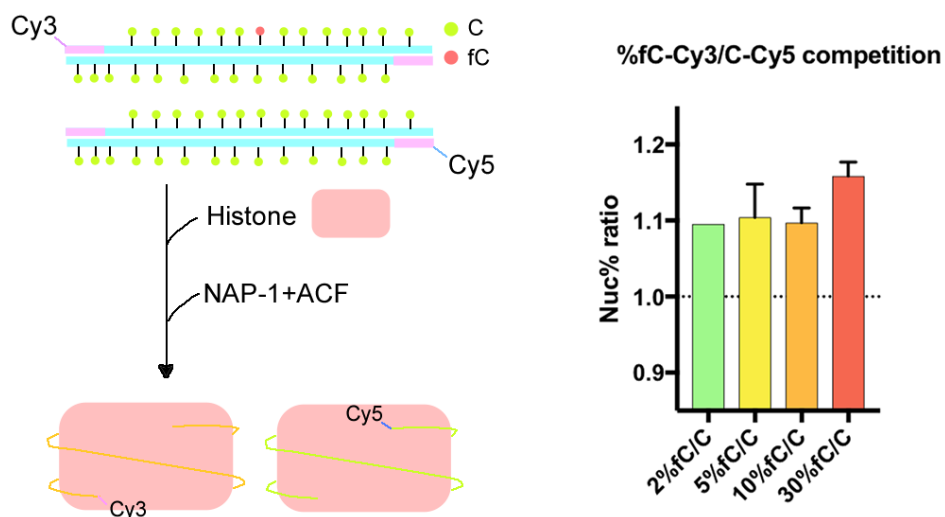 Cy3
C
fC
Cy5
Histone
NAP-1+ACF
Cy5
Cy3
%fC-Cy3/C-Cy5 competition
Nuc% ratio
1.2
1.1
1.0
0.9
2%fC/C
5%fC/C
10%fC/C
30%fC/C